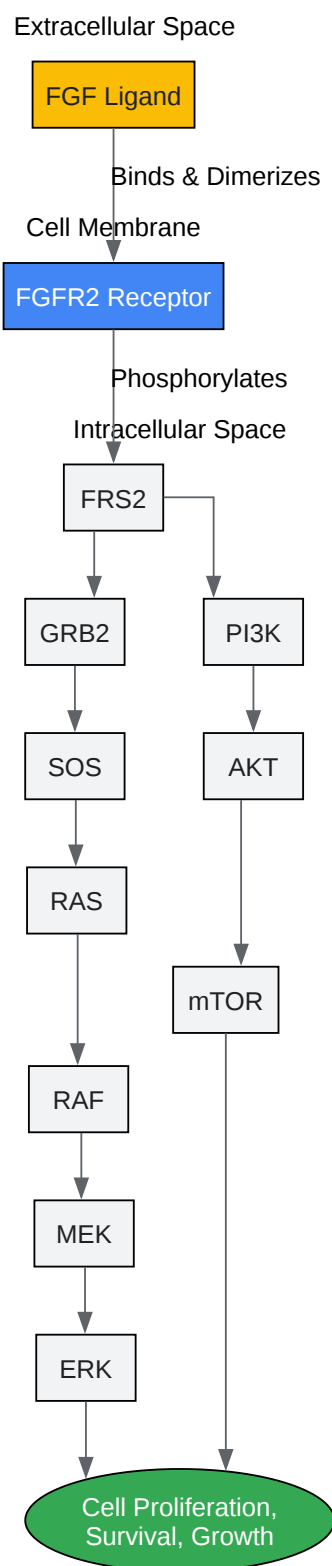 Extracellular Space
FGF Ligand
Binds & Dimerizes
Cell Membrane
FGFR2 Receptor
Phosphorylates
Intracellular Space
FRS2
GRB2
PI3K
SOS
AKT
RAS
mTOR
RAF
MEK
ERK
Cell Proliferation,
Survival, Growth